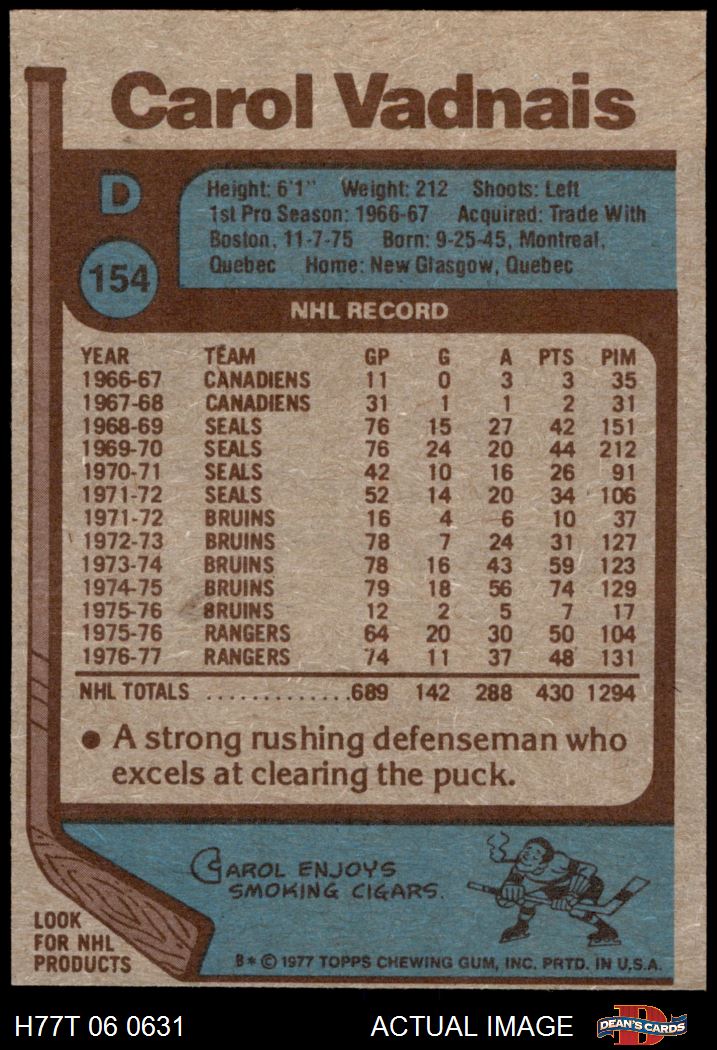 Carol Vadnais
D
154
Height: 6'1" Weight: 212 Shoots: Left
1st Pro Season: 1966-67 Acquired: Trade With
Boston, 11-7-75 Born: 9-25-45, Montreal,
Quebec Home: New Glasgow, Quebec
NHL RECORD
YEAR TEAM GP G A PTS PIM
1966-67 CANADIENS 11 0 3 3 35
1967-68 CANADIENS 31 1 1 2 31
1968-69 SEALS 76 15 27 42 151
1969-70 SEALS 76 24 20 44 212
1970-71 SEALS 42 10 16 26 91
1971-72 SEALS 52 14 20 34 106
1971-72 BRUINS 16 4 6 10 37
1972-73 BRUINS 78 7 24 31 127
1973-74 BRUINS 78 16 43 59 123
1974-75 BRUINS 79 18 56 74 129
1975-76 BRUINS 12 2 5 7 17
1975-76 RANGERS 64 20 30 50 104
1976-77 RANGERS 74 11 37 48 131
NHL TOTALS .............689 142 288 430 1294
● A strong rushing defenseman who
excels at clearing the puck.
CAROL ENJOYS
SMOKING CIGARS.
LOOK
FOR NHL
PRODUCTS
B* © 1977 TOPPS CHEWING GUM, INC. PRTD. IN U.S.A.
H77T 06 0631 ACTUAL IMAGE
D
DEAN'S CARDS